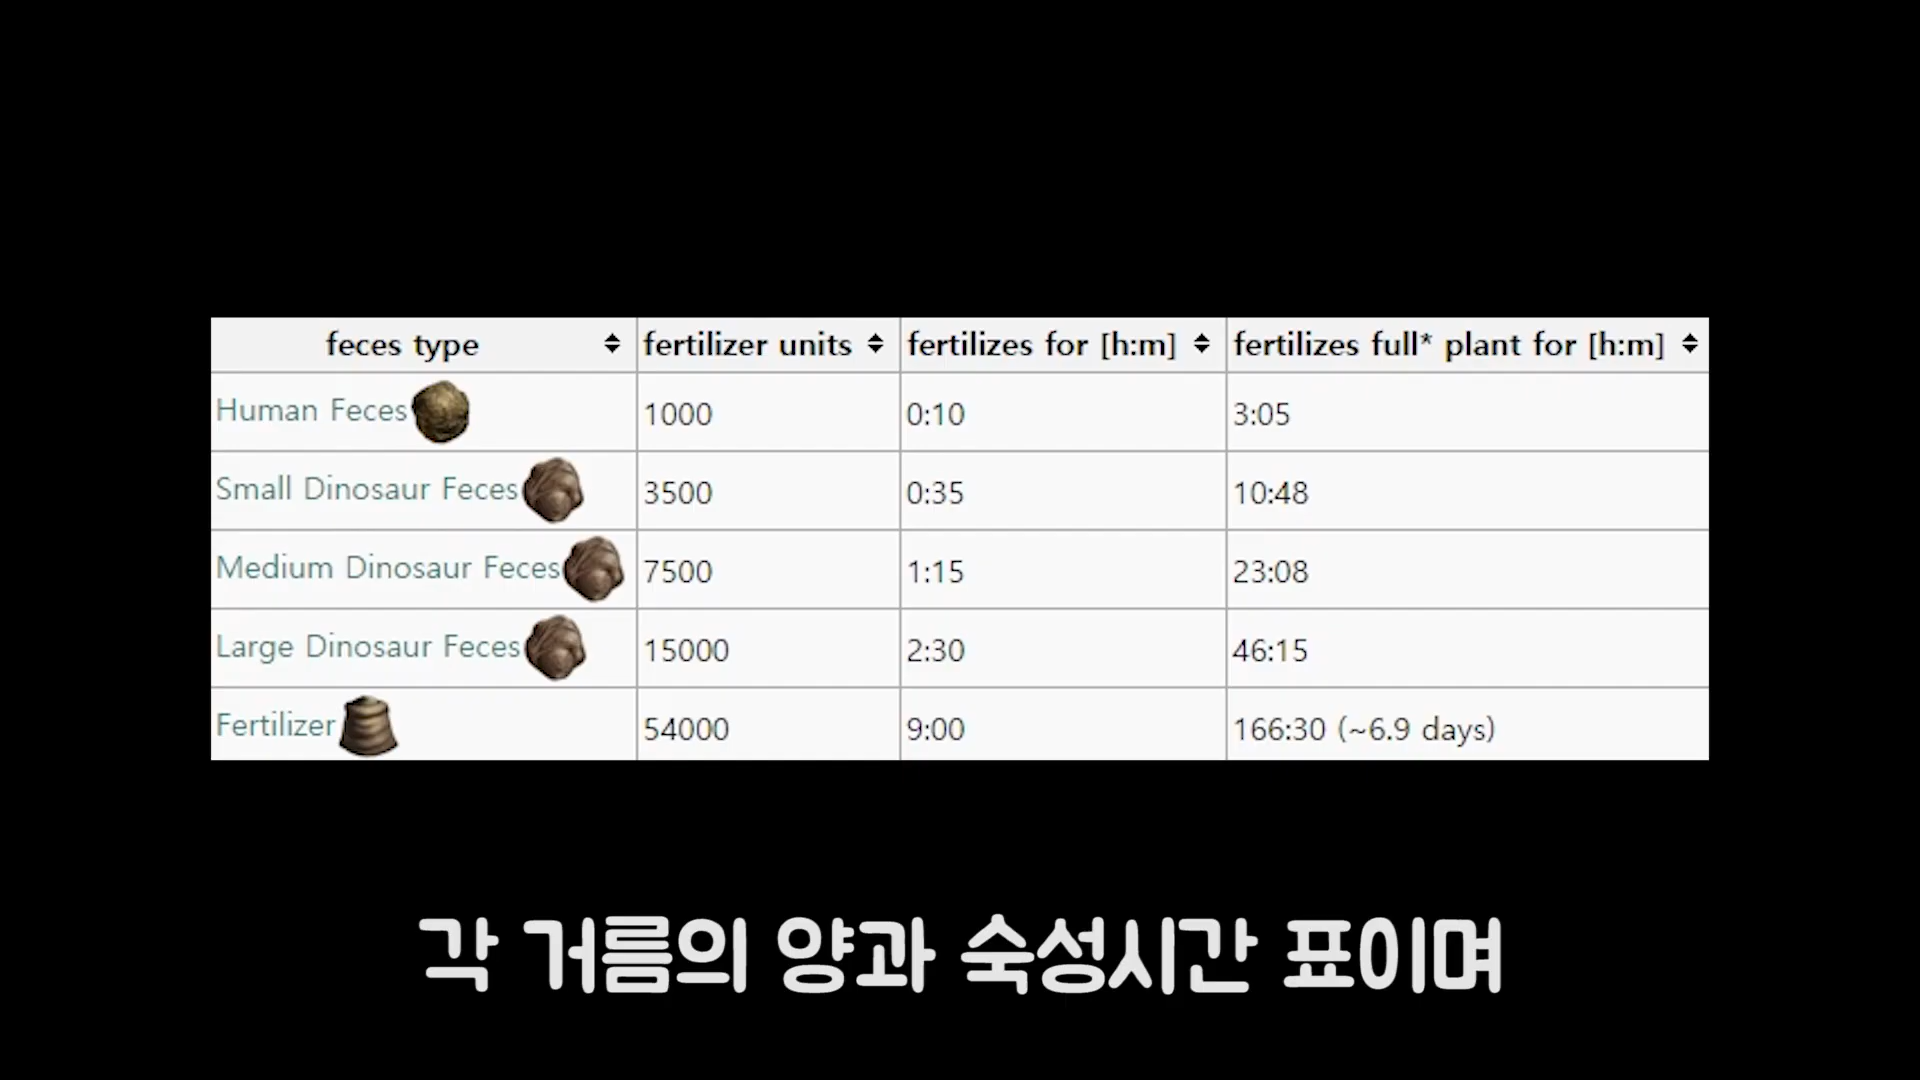 feces type fertilizer units fertilizes for [h:m] fertilizes full* plant for [h:m]
Human Feces 1000 0:10 3:05
Small Dinosaur Feces 3500 0:35 10:48
Medium Dinosaur Feces 7500 1:15 23:08
Large Dinosaur Feces 15000 2:30 46:15
Fertilizer 54000 9:00 166:30 (~6.9 days)
각 거름의 양과 숙성시간 표이며